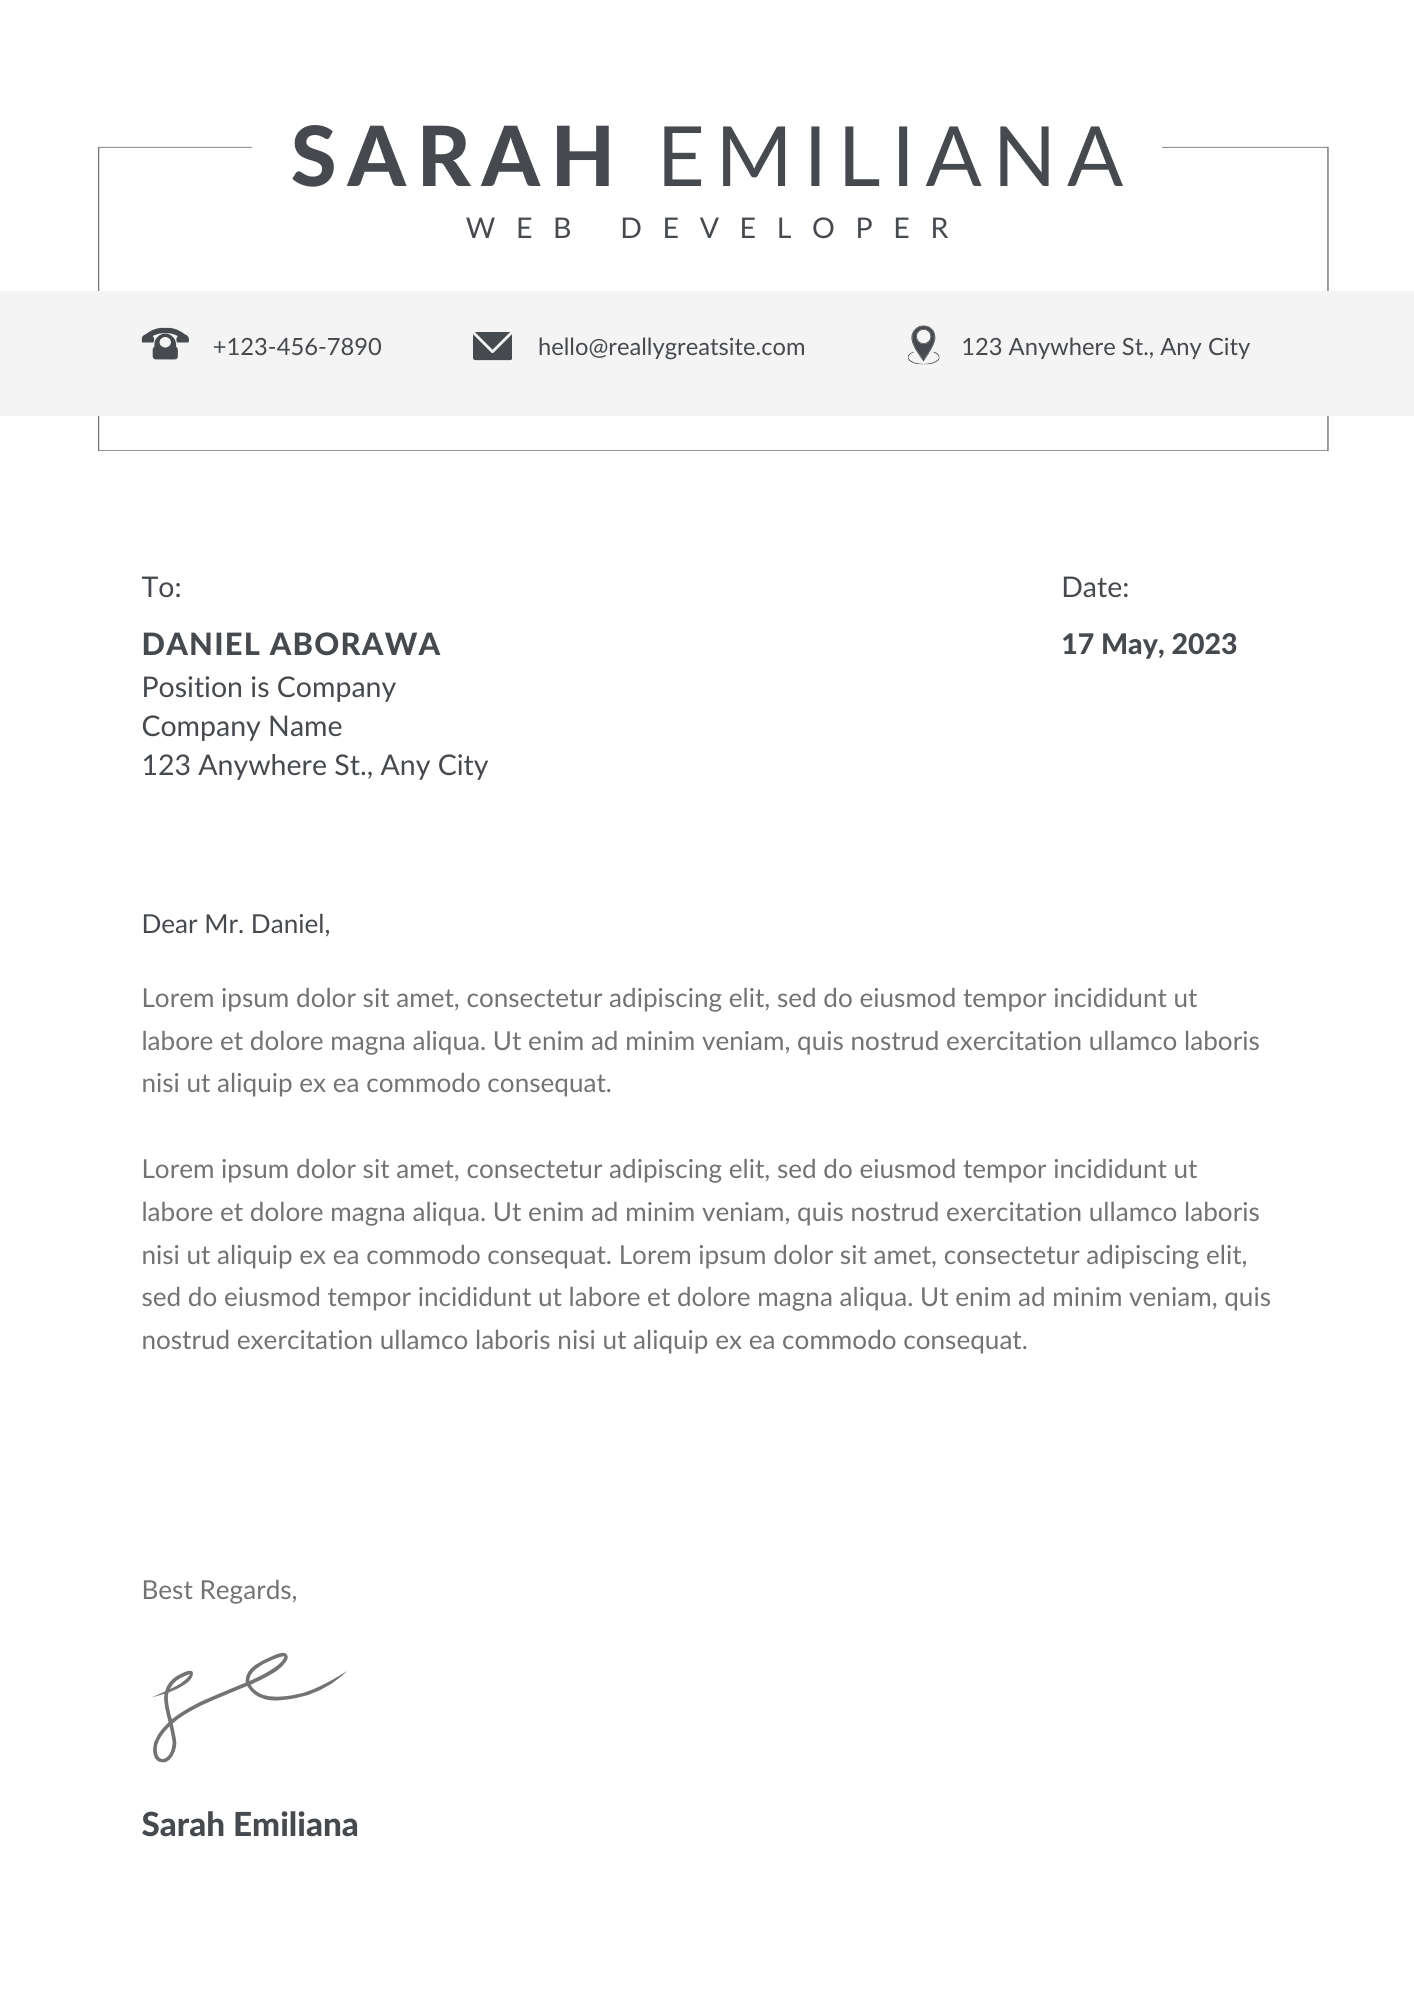 SARAH EMILIANA
WEB DEVELOPER
+123-456-7890
hello@reallygreatsite.com
123 Anywhere St., Any City
To:
DANIEL ABORAWA
Position is Company
Company Name
123 Anywhere St., Any City
Date:
17 May, 2023
Dear Mr. Daniel,
Lorem ipsum dolor sit amet, consectetur adipiscing elit, sed do eiusmod tempor incididunt ut
labore et dolore magna aliqua. Ut enim ad minim veniam, quis nostrud exercitation ullamco laboris
nisi ut aliquip ex ea commodo consequat.
Lorem ipsum dolor sit amet, consectetur adipiscing elit, sed do eiusmod tempor incididunt ut
labore et dolore magna aliqua. Ut enim ad minim veniam, quis nostrud exercitation ullamco laboris
nisi ut aliquip ex ea commodo consequat. Lorem ipsum dolor sit amet, consectetur adipiscing elit,
sed do eiusmod tempor incididunt ut labore et dolore magna aliqua. Ut enim ad minim veniam, quis
nostrud exercitation ullamco laboris nisi ut aliquip ex ea commodo consequat.
Best Regards,
se
Sarah Emiliana